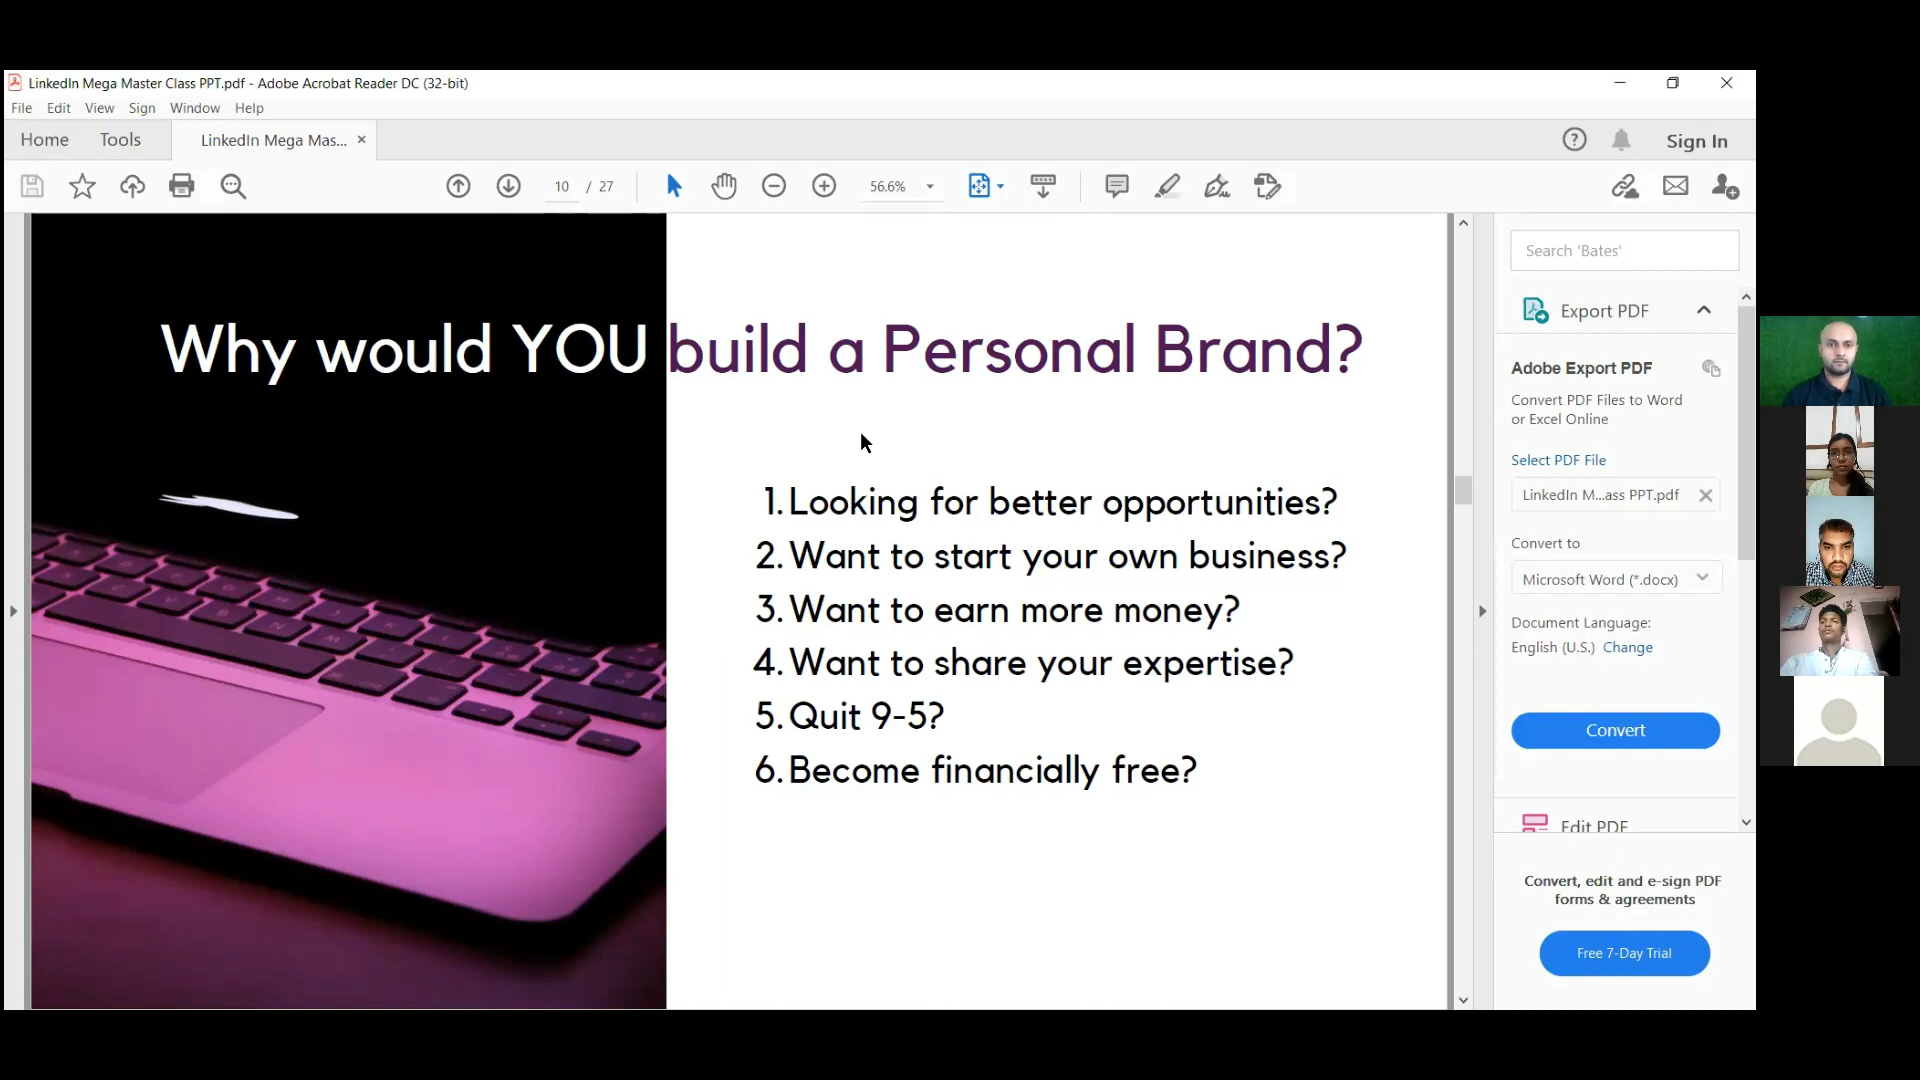 LinkedIn Mega Master Class PPT.pdf - Adobe Acrobat Reader DC (32-bit)
File Edit View Sign Window Help
Home Tools LinkedIn Mega Mas... ×
Sign In
10 / 27
56.6%
Why would YOU build a Personal Brand?
1. Looking for better opportunities?
2. Want to start your own business?
3. Want to earn more money?
4. Want to share your expertise?
5. Quit 9-5?
6. Become financially free?
Search 'Bates'
Export PDF
Adobe Export PDF
Convert PDF Files to Word
or Excel Online
Select PDF File
LinkedIn M...ass PPT.pdf
Convert to
Microsoft Word (*.docx)
Document Language:
English (U.S.) Change
Convert
Edit PDF
Convert, edit and e-sign PDF
forms & agreements
Free 7-Day Trial